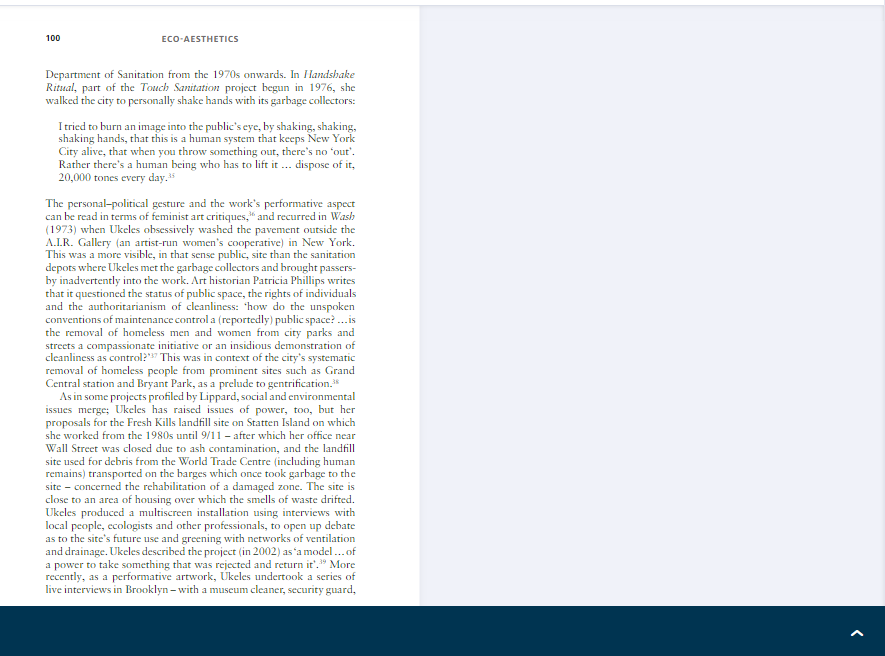 100
ECO-AESTHETICS
Department of Sanitation from the 1970s onwards. In Handshake
Ritual, part of the Touch Sanitation project begun in 1976, she
walked the city to personally shake hands with its garbage collectors:
I tried to burn an image into the public's eye, by shaking, shaking,
shaking hands, that this is a human system that keeps New York
City alive, that when you throw something out, there's no 'out'.
Rather there's a human being who has to lift it ... dispose of it,
20,000 tones every day.35
The personal–political gesture and the work's performative aspect
can be read in terms of feminist art critiques,36 and recurred in Wash
(1973) when Ukeles obsessively washed the pavement outside the
A.I.R. Gallery (an artist-run women's cooperative) in New York.
This was a more visible, in that sense public, site than the sanitation
depots where Ukeles met the garbage collectors and brought passers-
by inadvertently into the work. Art historian Patricia Phillips writes
that it questioned the status of public space, the rights of individuals
and the authoritarianism of cleanliness: 'how do the unspoken
conventions of maintenance control a (reportedly) public space? ... is
the removal of homeless men and women from city parks and
streets a compassionate initiative or an insidious demonstration of
cleanliness as control?'37 This was in context of the city's systematic
removal of homeless people from prominent sites such as Grand
Central station and Bryant Park, as a prelude to gentrification.38
As in some projects profiled by Lippard, social and environmental
issues merge; Ukeles has raised issues of power, too, but her
proposals for the Fresh Kills landfill site on Statten Island on which
she worked from the 1980s until 9/11 – after which her office near
Wall Street was closed due to ash contamination, and the landfill
site used for debris from the World Trade Centre (including human
remains) transported on the barges which once took garbage to the
site – concerned the rehabilitation of a damaged zone. The site is
close to an area of housing over which the smells of waste drifted.
Ukeles produced a multiscreen installation using interviews with
local people, ecologists and other professionals, to open up debate
as to the site's future use and greening with networks of ventilation
and drainage. Ukeles described the project (in 2002) as 'a model ... of
a power to take something that was rejected and return it'.39 More
recently, as a performative artwork, Ukeles undertook a series of
live interviews in Brooklyn – with a museum cleaner, security guard,